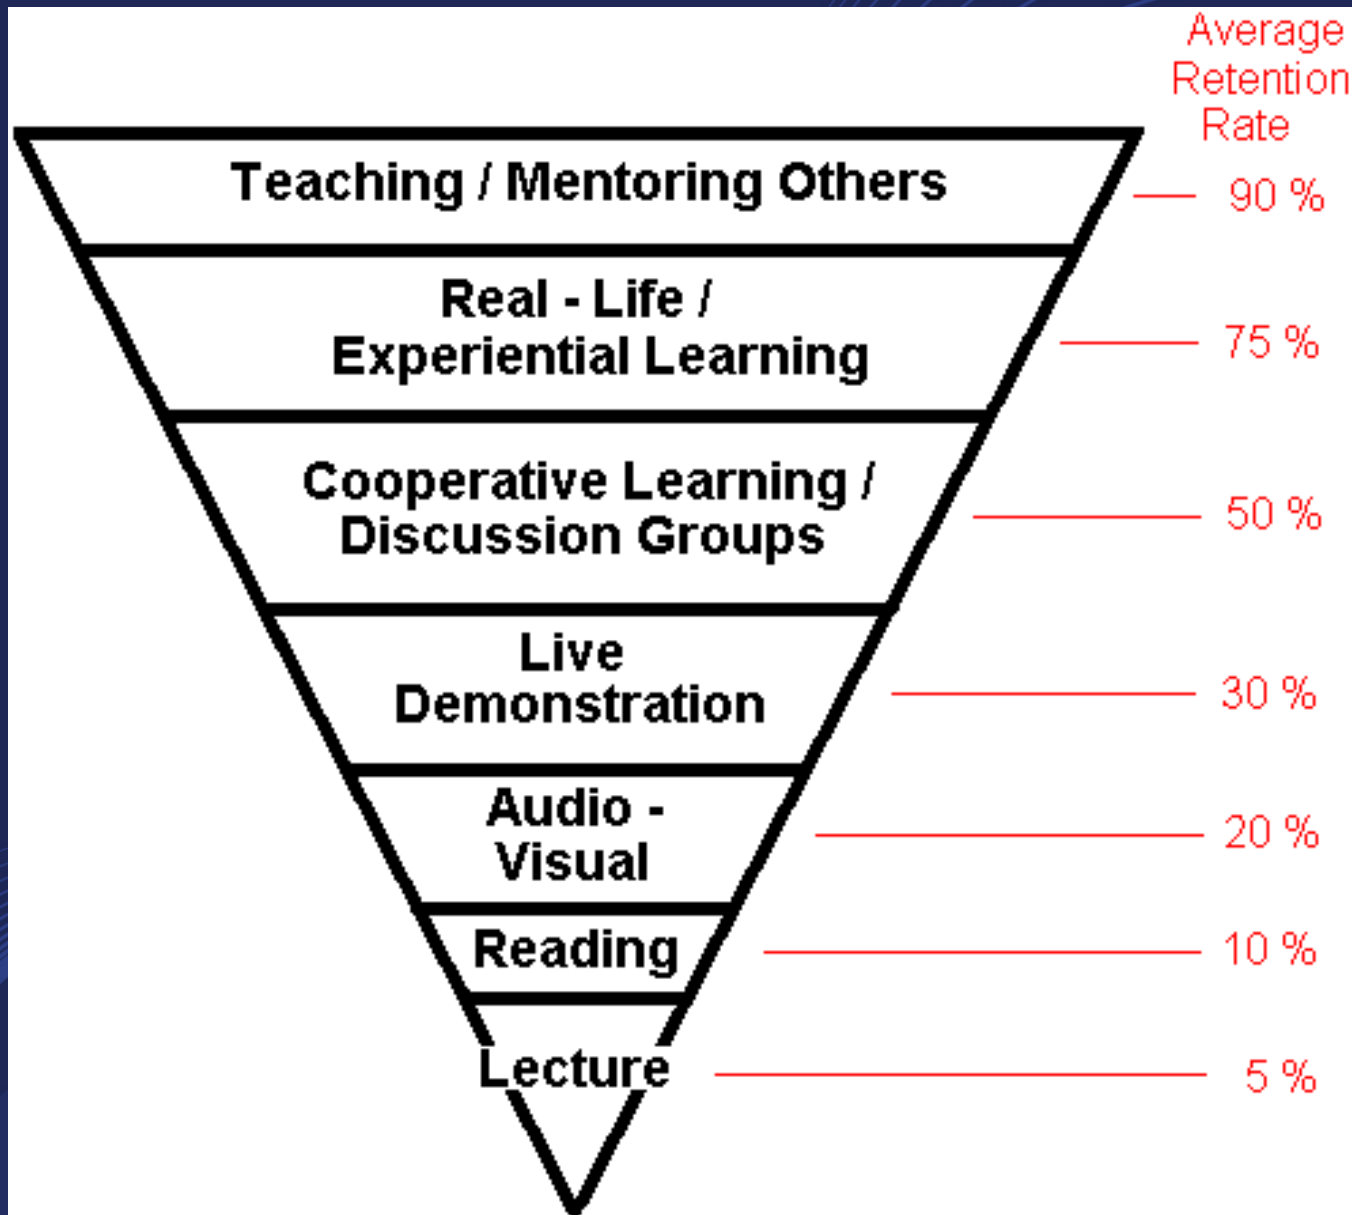 Average
Retention
Rate
Teaching / Mentoring Others
90 %
Real - Life /
Experiential Learning
75 %
Cooperative Learning /
Discussion Groups
50 %
Live
Demonstration
30 %
Audio -
Visual
20 %
Reading
10 %
Lecture
5 %